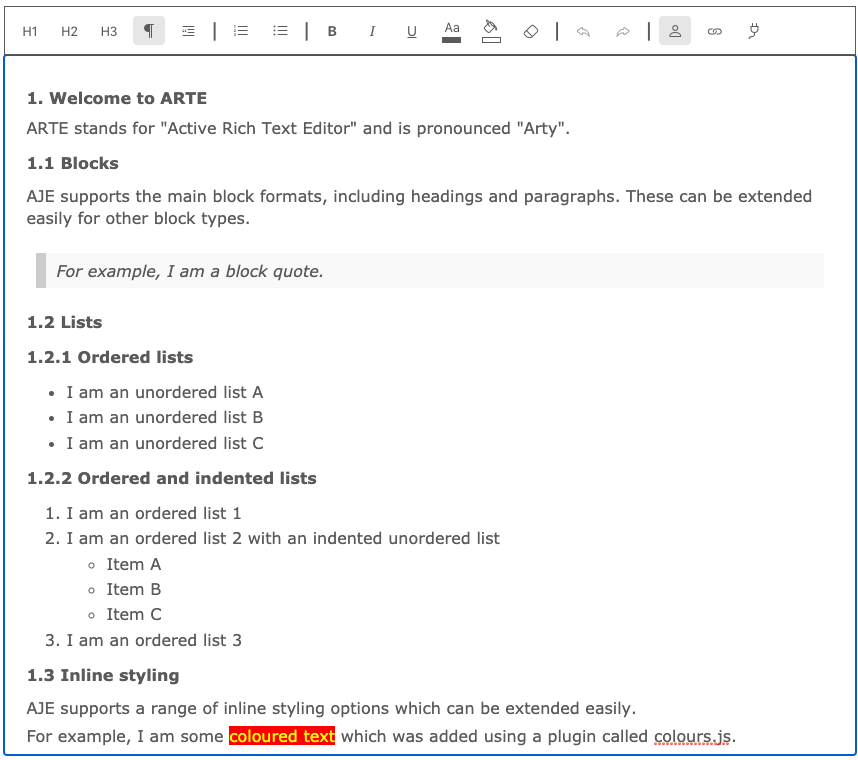 H1 H2 H3 ¶ B I U Aa
1. Welcome to ARTE
ARTE stands for "Active Rich Text Editor" and is pronounced "Arty".
1.1 Blocks
AJE supports the main block formats, including headings and paragraphs. These can be extended
easily for other block types.
For example, I am a block quote.
1.2 Lists
1.2.1 Ordered lists
• I am an unordered list A
• I am an unordered list B
• I am an unordered list C
1.2.2 Ordered and indented lists
1. I am an ordered list 1
2. I am an ordered list 2 with an indented unordered list
◦ Item A
◦ Item B
◦ Item C
3. I am an ordered list 3
1.3 Inline styling
AJE supports a range of inline styling options which can be extended easily.
For example, I am some coloured text which was added using a plugin called colours.js.